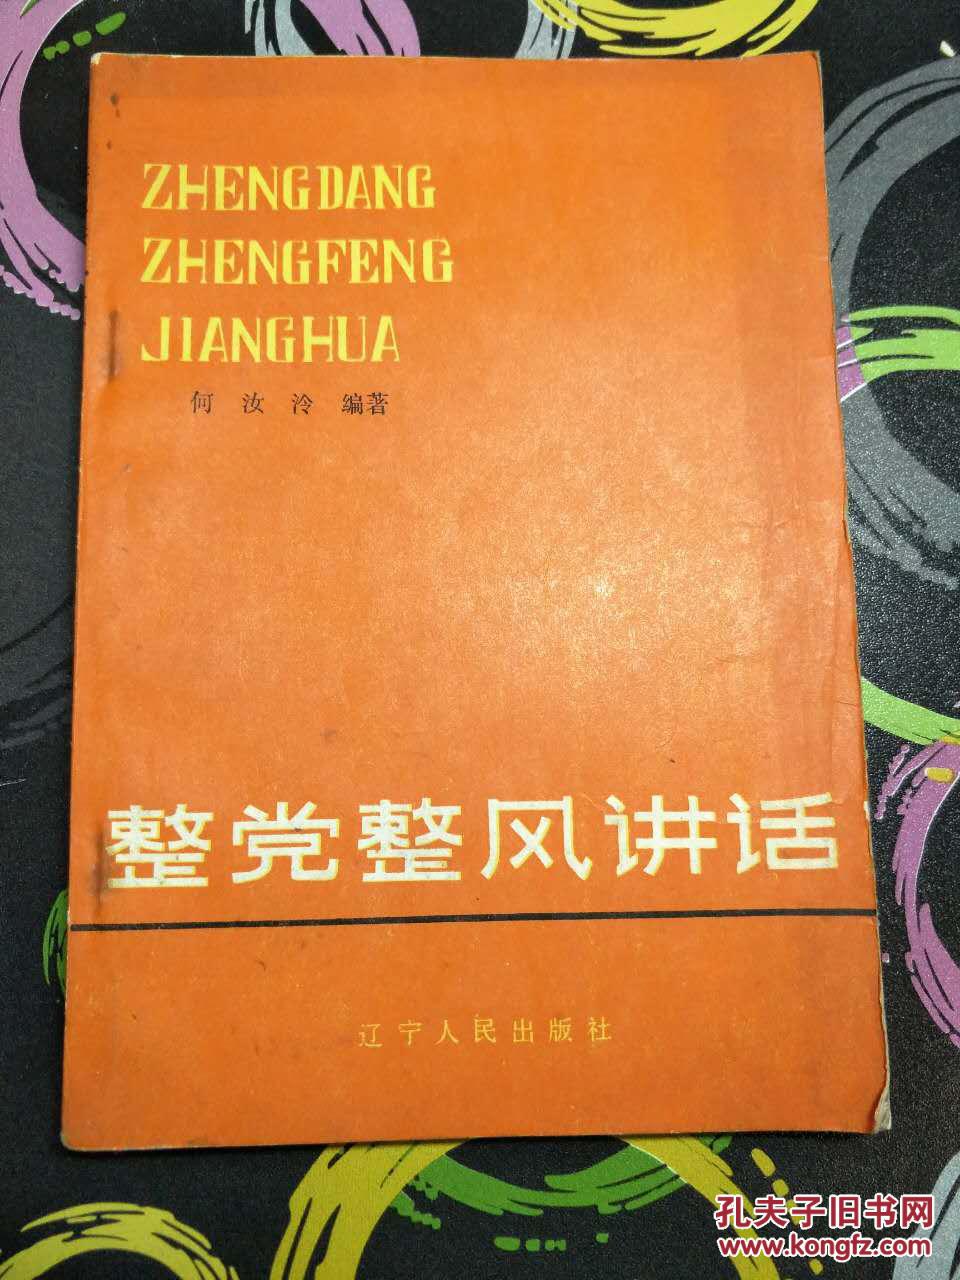 ZHENGDANG
ZHENGFENG
JIANGHUA
何 汝 泠 编著
整党整风讲话
辽宁人民出版社
孔夫子旧书网
www.kongfz.com